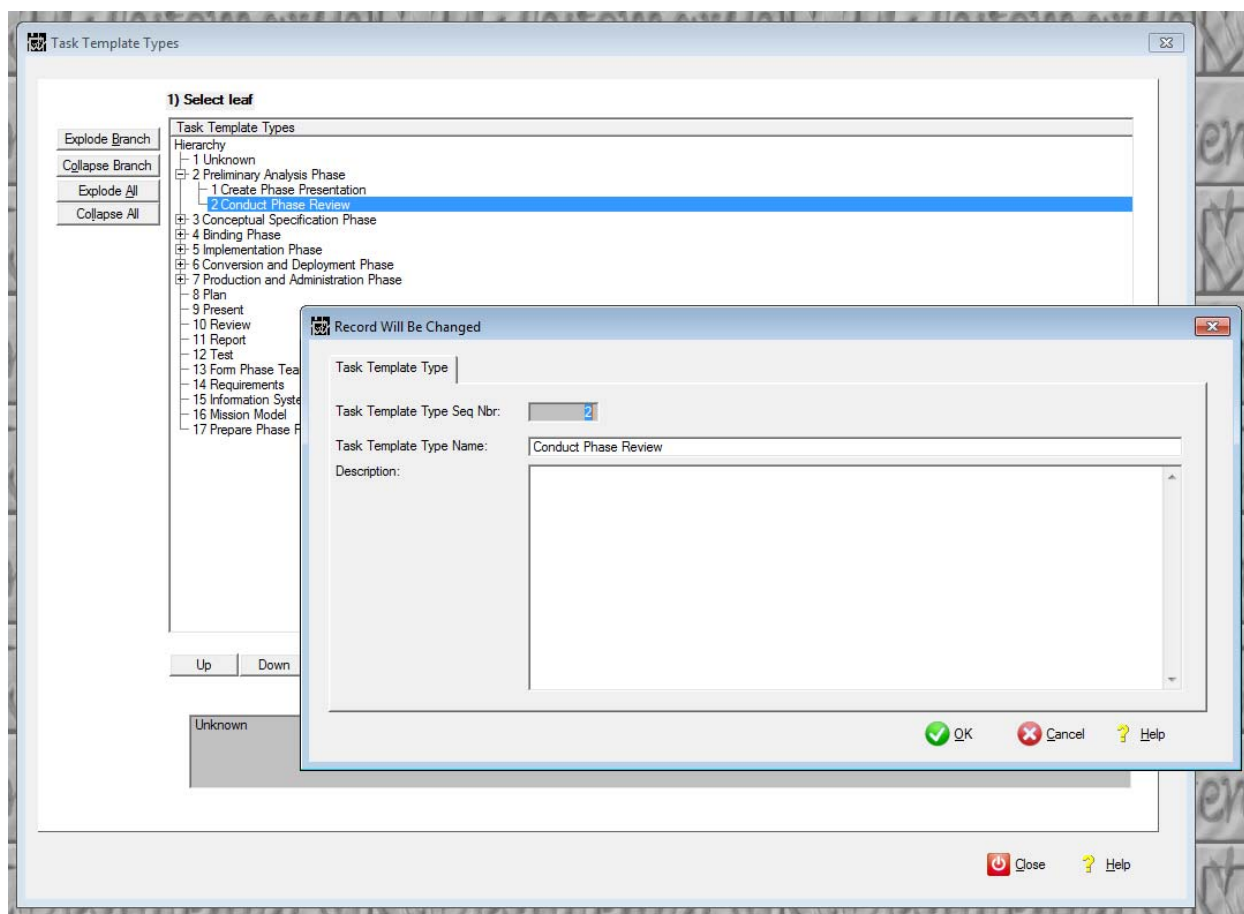 Task Template Types
1) Select leaf
Explode Branch
Collapse Branch
Explode All
Collapse All
Task Template Types
Hierarchy
1 Unknown
2 Preliminary Analysis Phase
1 Create Phase Presentation
2 Conduct Phase Review
3 Conceptual Specification Phase
4 Binding Phase
5 Implementation Phase
6 Conversion and Deployment Phase
7 Production and Administration Phase
8 Plan
9 Present
10 Review
11 Report
12 Test
13 Form Phase Tea
14 Requirements
15 Information Syste
16 Mission Model
17 Prepare Phase
Up Down
Unknown
Close Help
Record Will Be Changed
Task Template Type
Task Template Type Seq Nbr: 2
Task Template Type Name: Conduct Phase Review
Description:
OK Cancel Help